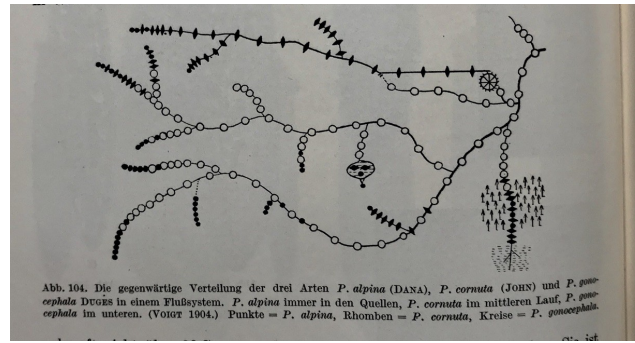 Abb. 104. Die gegenwärtige Verteilung der drei Arten P. alpina (DANA), P. cornuta (JOHN) und P. gono-
cephala DUGÈS in einem Flußsystem. P. alpina immer in den Quellen, P. cornuta im mittleren Lauf, P. gono-
cephala im unteren. (VOIGT 1904.) Punkte = P. alpina, Rhomben = P. cornuta, Kreise = P. gonocephala.